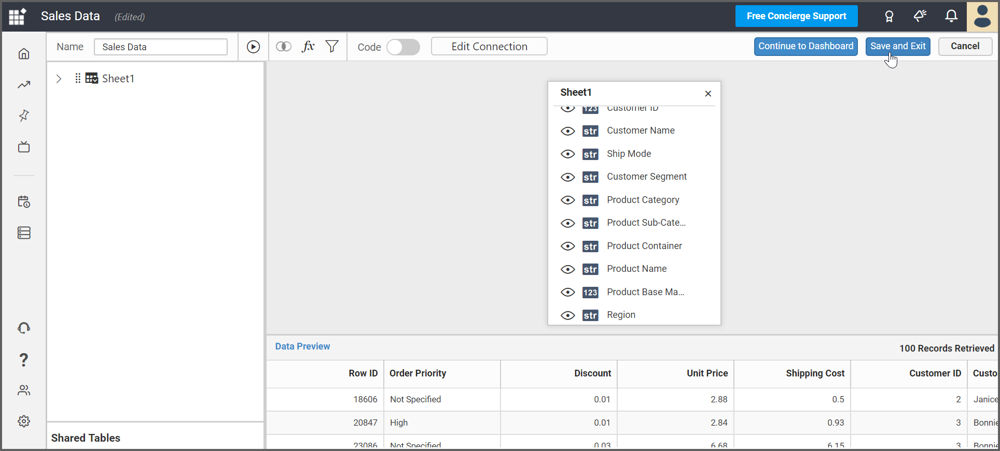 Sales Data (Edited) Free Concierge Support
Name Sales Data fx Code Edit Connection Continue to Dashboard Save and Exit Cancel
Sheet1
Sheet1
123 Customer ID
str Customer Name
str Ship Mode
str Customer Segment
str Product Category
str Product Sub-Cate...
str Product Container
str Product Name
123 Product Base Ma...
str Region
?
Data Preview 100 Records Retrieved
Row ID Order Priority Discount Unit Price Shipping Cost Customer ID Custo
18606 Not Specified 0.01 2.88 0.5 2 Janice
20847 High 0.01 2.84 0.93 3 Bonnie
23086 Not Specified 0.03 6.68 6.15 3 Bonnie
Shared Tables